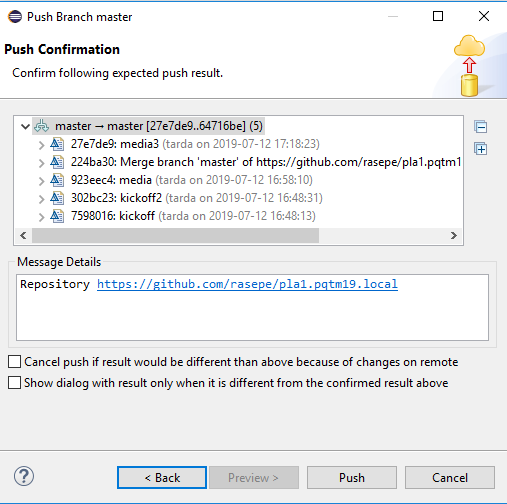 Push Branch master
Push Confirmation
Confirm following expected push result.
master → master [27e7de9..64716be] (5)
27e7de9: media3 (tarda on 2019-07-12 17:18:23)
224ba30: Merge branch 'master' of https://github.com/rasepe/pla1.pqtm1
923eec4: media (tarda on 2019-07-12 16:58:10)
302bc23: kickoff2 (tarda on 2019-07-12 16:48:31)
7598016: kickoff (tarda on 2019-07-12 16:48:13)
Message Details
Repository https://github.com/rasepe/pla1.pqtm19.local
Cancel push if result would be different than above because of changes on remote
Show dialog with result only when it is different from the confirmed result above
? < Back Preview > Push Cancel